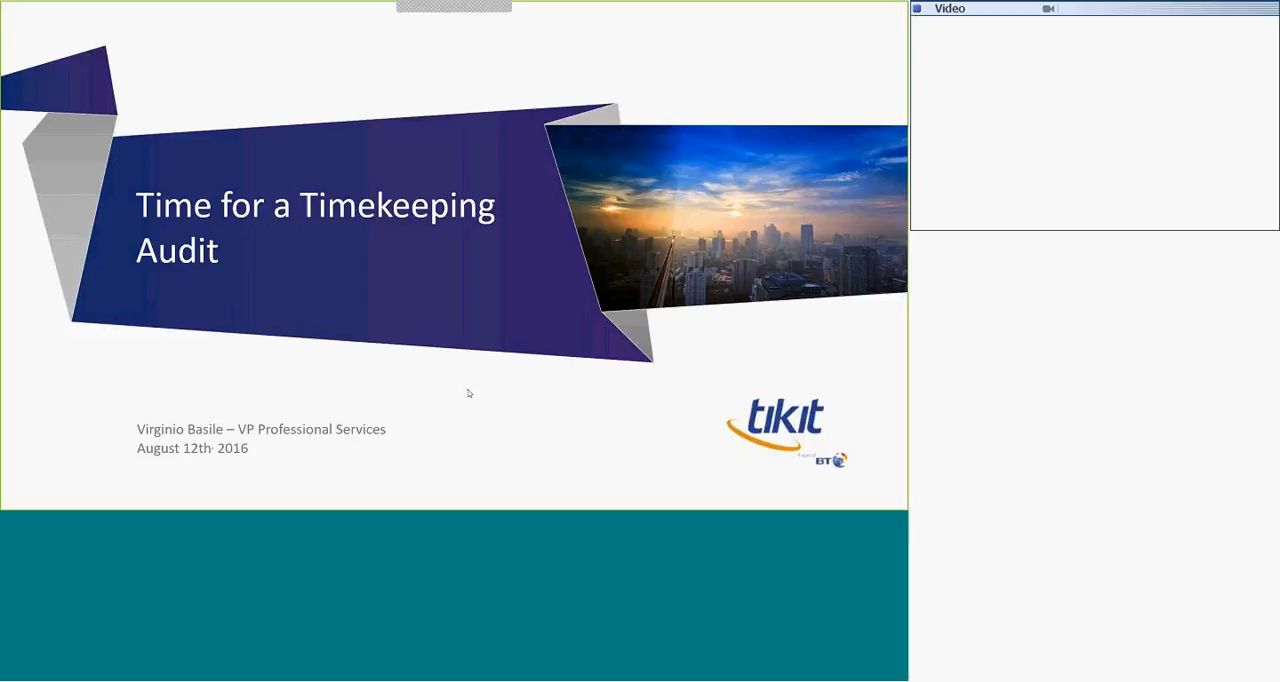 Video
Time for a Timekeeping
Audit
Virginio Basile – VP Professional Services
August 12th, 2016
tikit
BT